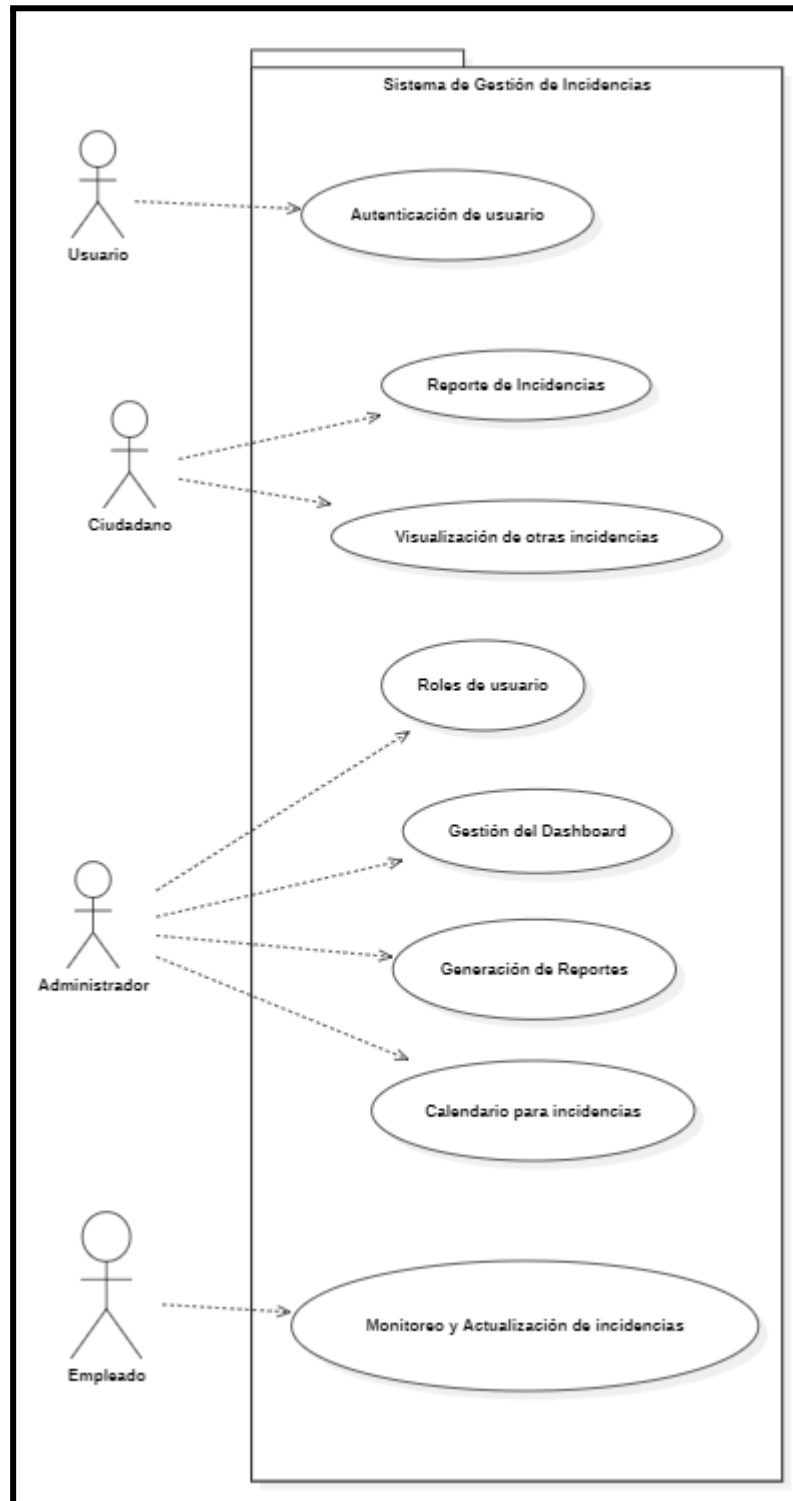 Sistema de Gestión de Incidencias
Autenticación de usuario
Usuario
Reporte de Incidencias
Ciudadano
Visualización de otras incidencias
Roles de usuario
Gestión del Dashboard
Administrador
Generación de Reportes
Calendario para incidencias
Monitoreo y Actualización de incidencias
Empleado